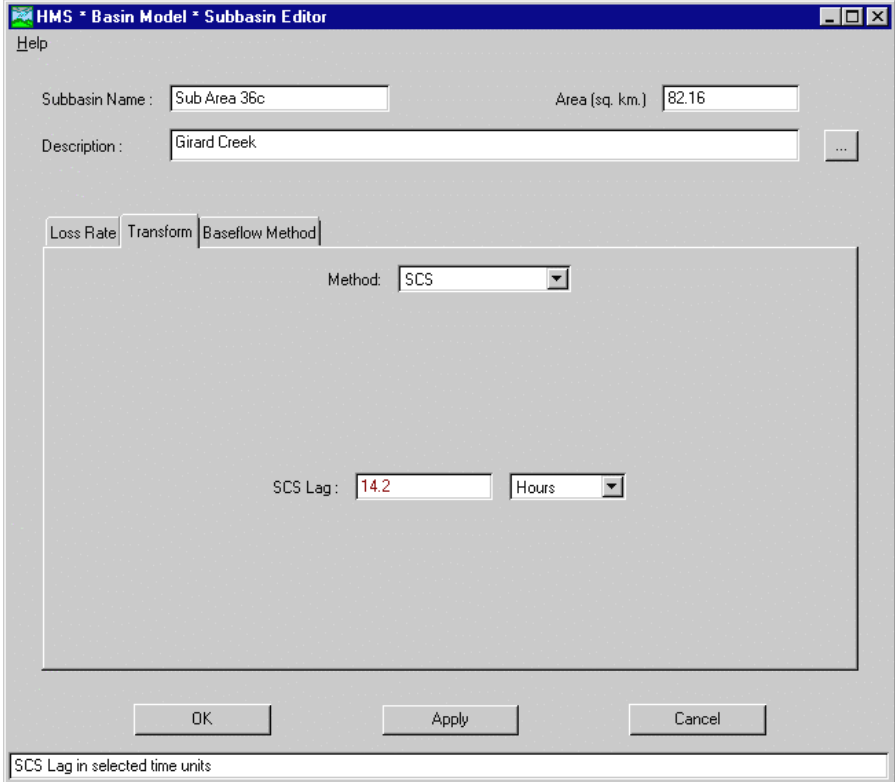 HMS * Basin Model * Subbasin Editor
Help
Subbasin Name : Sub Area 36c Area (sq. km.) 82.16
Description : Girard Creek ...
Loss Rate Transform Baseflow Method
Method: SCS
SCS Lag : 14.2 Hours
OK Apply Cancel
SCS Lag in selected time units